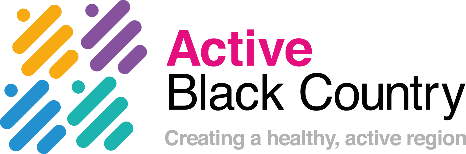 Active
Black Country
Creating a healthy, active region